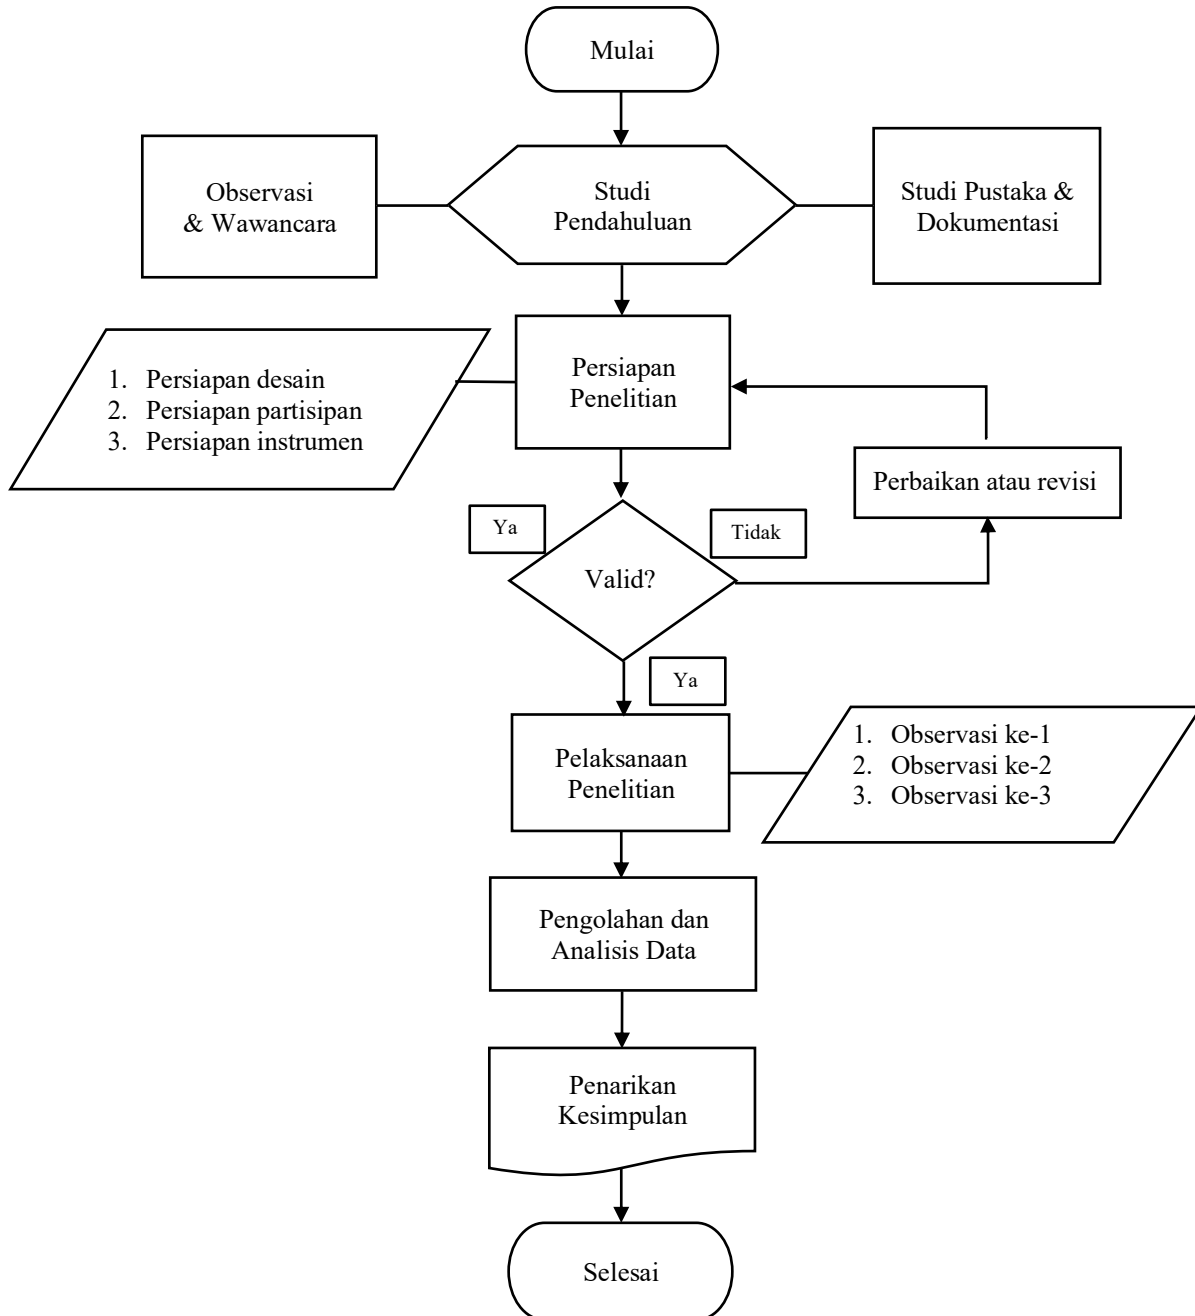 Mulai
Observasi
& Wawancara
Studi
Pendahuluan
Studi Pustaka &
Dokumentasi
1. Persiapan desain
2. Persiapan partisipan
3. Persiapan instrumen
Persiapan
Penelitian
Perbaikan atau revisi
Ya
Tidak
Valid?
Ya
Pelaksanaan
Penelitian
1. Observasi ke-1
2. Observasi ke-2
3. Observasi ke-3
Pengolahan dan
Analisis Data
Penarikan
Kesimpulan
Selesai